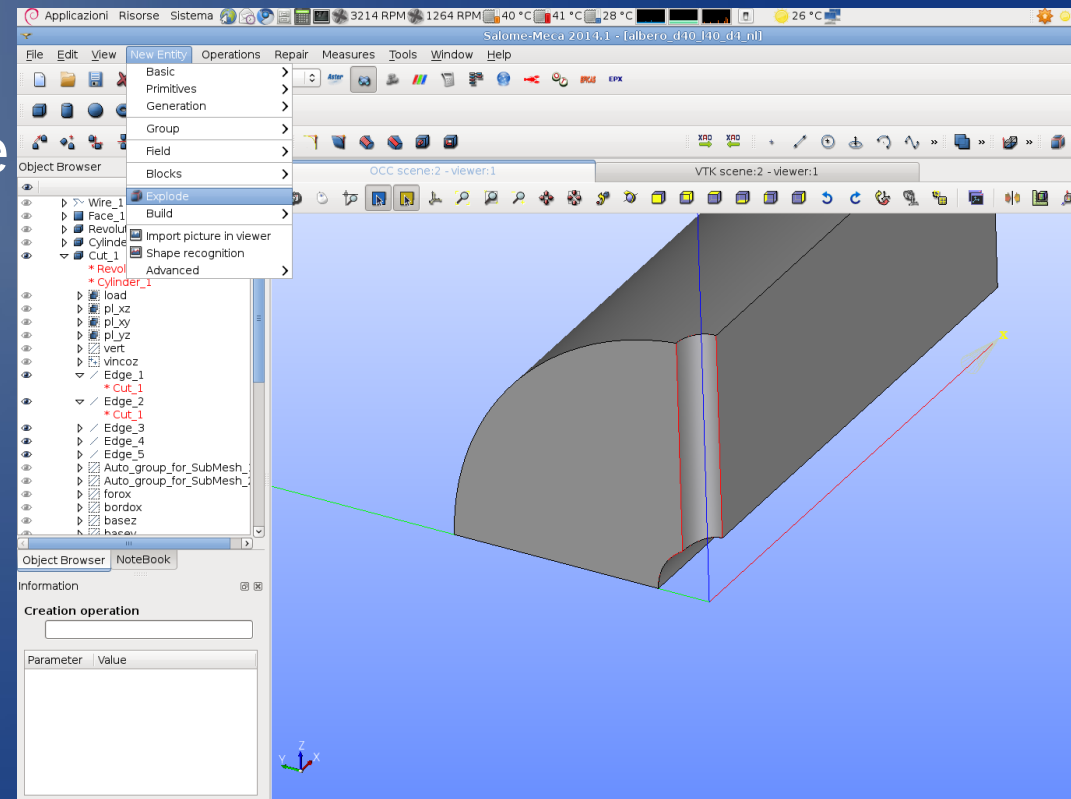 Applicazioni Risorse Sistema 3214 RPM 1264 RPM 40 °C 41 °C 28 °C 26 °C
Salome-Meca 2014.1 - [albero_d40_l40_d4_nl]
File Edit View New Entity Operations Repair Measures Tools Window Help
Basic
Primitives
Generation
Group
Field
Blocks
Explode
Build
Import picture in viewer
Shape recognition
Advanced
Aster EPX
XAO XAO » » »
e
Object Browser
OCC scene:2 - viewer:1 VTK scene:2 - viewer:1
Wire_1
Face_1
Revolut
Cylinde
Cut_1
* Revol
* Cylinder_1
load
pl_xz
pl_xy
pl_yz
vert
vincoz
Edge_1
* Cut_1
Edge_2
* Cut_1
Edge_3
Edge_4
Edge_5
Auto_group_for_SubMesh_
Auto_group_for_SubMesh_
forox
bordox
basez
basey
Object Browser NoteBook
Information
Creation operation
Parameter Value
X
Z
Y X